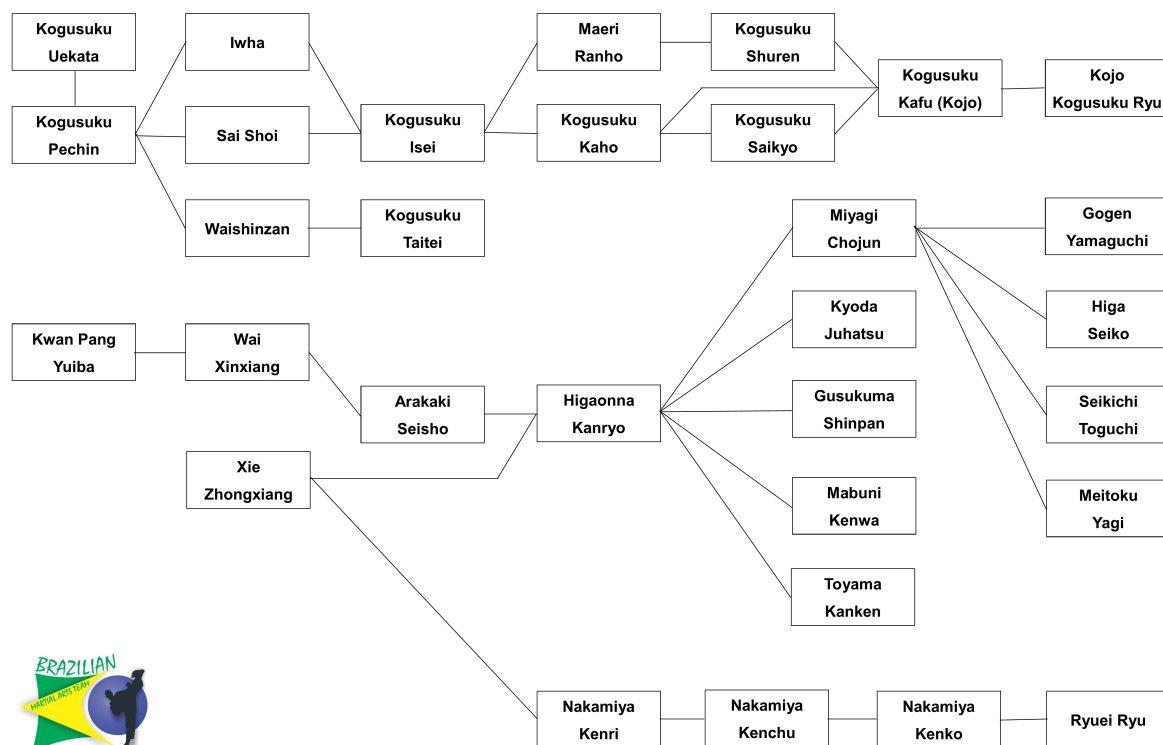 Kogusuku
Uekata
Iwha
Maeri
Ranho
Kogusuku
Shuren
Kogusuku
Kafu (Kojo)
Kojo
Kogusuku Ryu
Kogusuku
Pechin
Sai Shoi
Kogusuku
Isei
Kogusuku
Kaho
Kogusuku
Saikyo
Waishinzan
Kogusuku
Taitei
Miyagi
Chojun
Gogen
Yamaguchi
Kyoda
Juhatsu
Higa
Seiko
Kwan Pang
Yuiba
Wai
Xinxiang
Arakaki
Seisho
Higaonna
Kanryo
Gusukuma
Shinpan
Seikichi
Toguchi
Xie
Zhongxiang
Mabuni
Kenwa
Meitoku
Yagi
Toyama
Kanken
BRAZILIAN
MARTIAL ARTS TEAM
Nakamiya
Kenri
Nakamiya
Kenchu
Nakamiya
Kenko
Ryuei Ryu